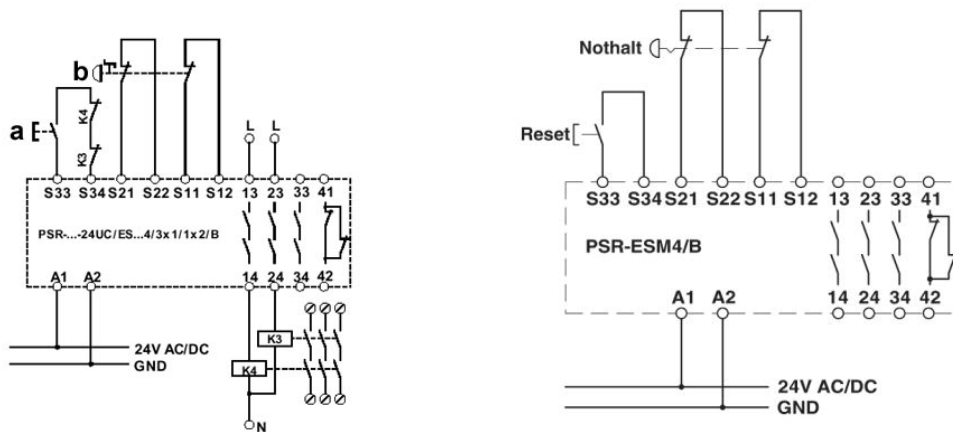 b
a
K4
K3
L L
S33 S34 S21 S22 S11 S12 13 23 33 41
PSR-...-24UC/ES...4/3x1/1x2/B
A1 A2 14 24 34 42
K3
K4
24V AC/DC
GND
N
Nothalt
Reset
S33 S34 S21 S22 S11 S12 13 23 33 41
PSR-ESM4/B
A1 A2 14 24 34 42
24V AC/DC
GND